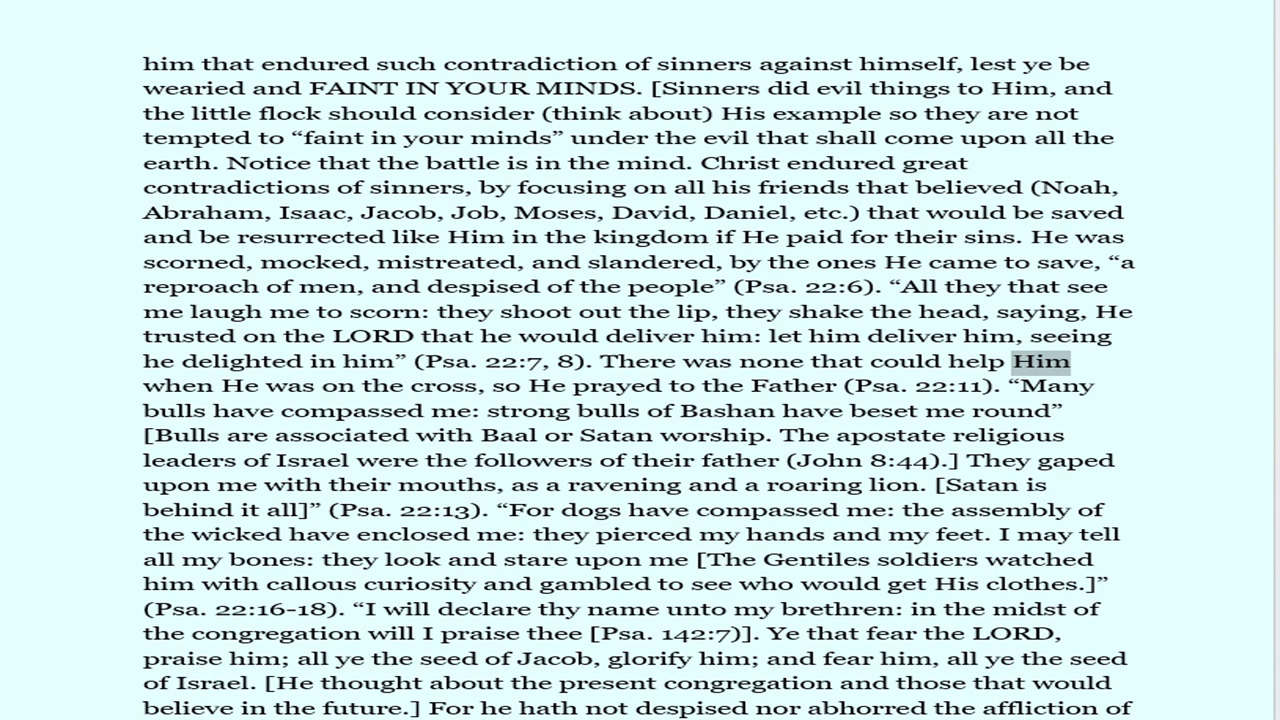 him that endured such contradiction of sinners against himself, lest ye be
wearied and FAINT IN YOUR MINDS. [Sinners did evil things to Him, and
the little flock should consider (think about) His example so they are not
tempted to “faint in your minds” under the evil that shall come upon all the
earth. Notice that the battle is in the mind. Christ endured great
contradictions of sinners, by focusing on all his friends that believed (Noah,
Abraham, Isaac, Jacob, Job, Moses, David, Daniel, etc.) that would be saved
and be resurrected like Him in the kingdom if He paid for their sins. He was
scorned, mocked, mistreated, and slandered, by the ones He came to save, “a
reproach of men, and despised of the people” (Psa. 22:6). “All they that see
me laugh me to scorn: they shoot out the lip, they shake the head, saying, He
trusted on the LORD that he would deliver him: let him deliver him, seeing
he delighted in him” (Psa. 22:7, 8). There was none that could help Him
when He was on the cross, so He prayed to the Father (Psa. 22:11). “Many
bulls have compassed me: strong bulls of Bashan have beset me round”
[Bulls are associated with Baal or Satan worship. The apostate religious
leaders of Israel were the followers of their father (John 8:44).] They gaped
upon me with their mouths, as a ravening and a roaring lion. [Satan is
behind it all]” (Psa. 22:13). “For dogs have compassed me: the assembly of
the wicked have enclosed me: they pierced my hands and my feet. I may tell
all my bones: they look and stare upon me [The Gentiles soldiers watched
him with callous curiosity and gambled to see who would get His clothes.]”
(Psa. 22:16-18). “I will declare thy name unto my brethren: in the midst of
the congregation will I praise thee [Psa. 142:7)]. Ye that fear the LORD,
praise him; all ye the seed of Jacob, glorify him; and fear him, all ye the seed
of Israel. [He thought about the present congregation and those that would
believe in the future.] For he hath not despised nor abhorred the affliction of